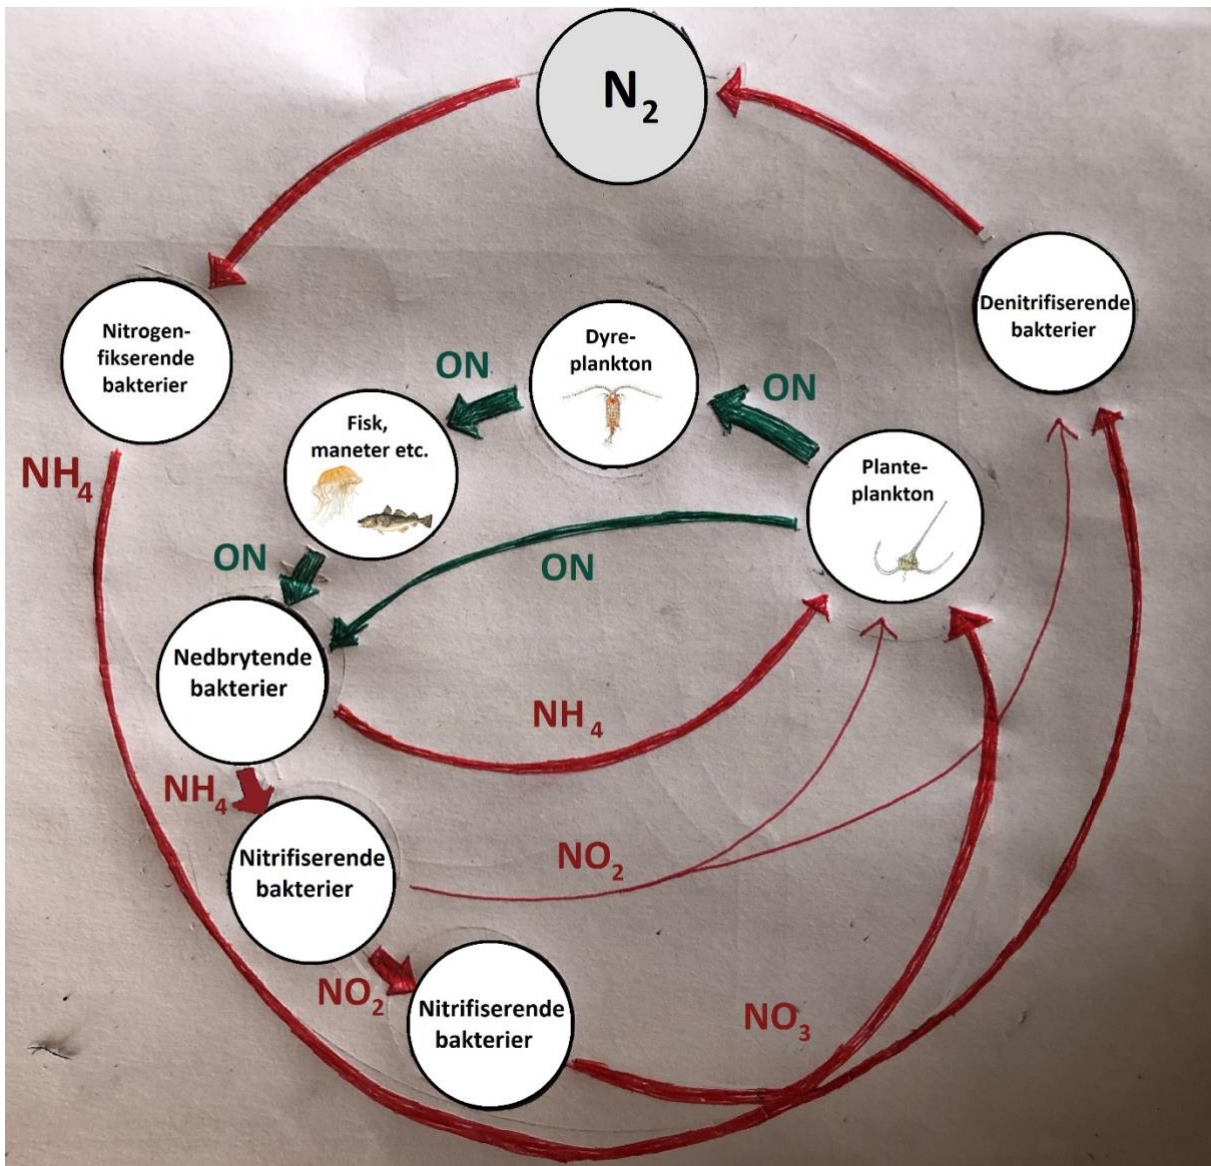 N₂
Denitrifiserende
bakterier
Nitrogen-
fikserende
bakterier
Dyre-
plankton
ON
ON
Fisk,
maneter etc.
Plante-
plankton
NH₄
ON
ON
Nedbrytende
bakterier
NH₄
NH₄
Nitrifiserende
bakterier
NO₂
NO₂
Nitrifiserende
bakterier
NO₃